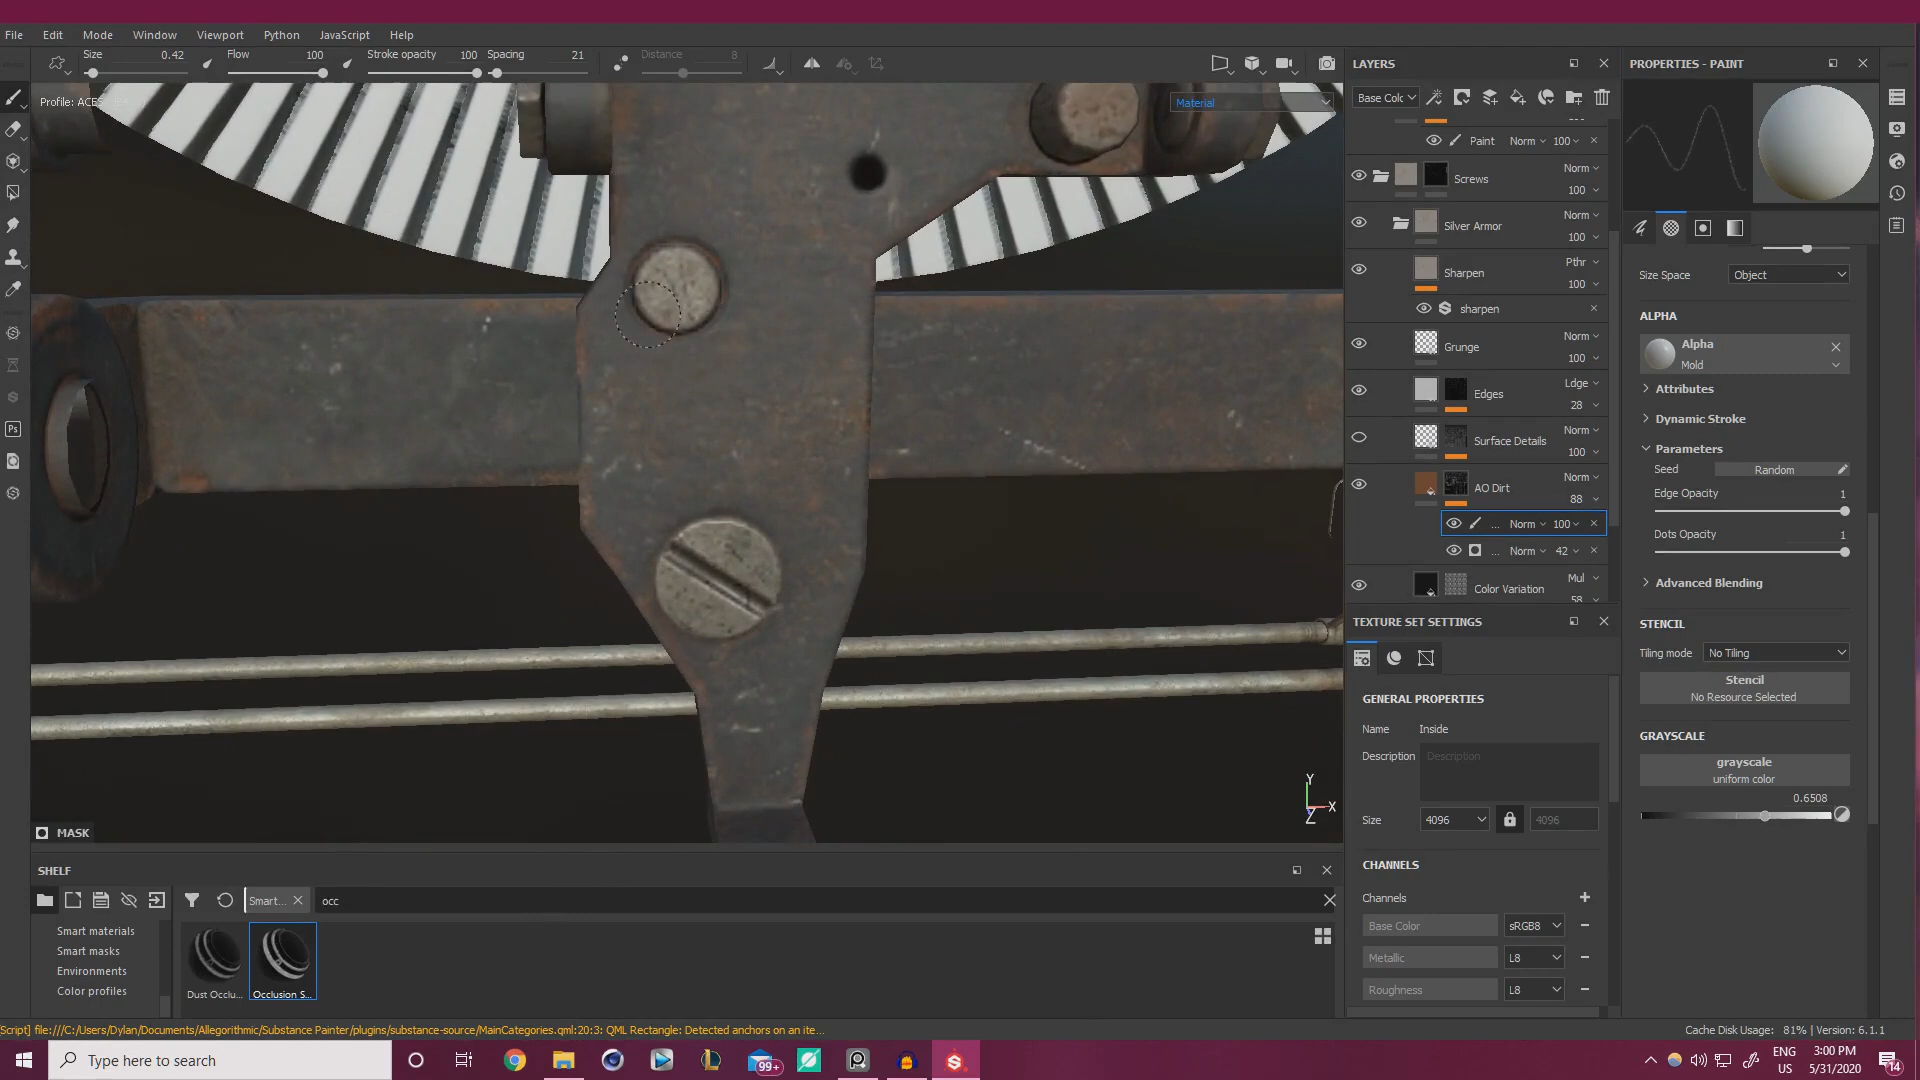 File Edit Mode Window Viewport Python JavaScript Help
Size 0.42 Flow 100 Stroke opacity 100 Spacing 21 Distance 8
Profile: ACES
Material
MASK
Y
X
Z
LAYERS
Base Colc
Paint Norm 100
Screws Norm 100
Silver Armor Norm 100
Sharpen Pthr 100
sharpen
Grunge Norm 100
Edges Ldge 28
Surface Details Norm 100
AO Dirt Norm 88
... Norm 100
... Norm 42
Color Variation Mul 58
TEXTURE SET SETTINGS
GENERAL PROPERTIES
Name Inside
Description Description
Size 4096 4096
CHANNELS
Channels
Base Color sRGB8
Metallic L8
Roughness L8
PROPERTIES - PAINT
Size Space Object
ALPHA
Alpha
Mold
Attributes
Dynamic Stroke
Parameters
Seed Random
Edge Opacity 1
Dots Opacity 1
Advanced Blending
STENCIL
Tiling mode No Tiling
Stencil
No Resource Selected
GRAYSCALE
grayscale
uniform color
0.6508
SHELF
Smart... occ
Smart materials
Smart masks
Environments
Color profiles
Dust Occlu... Occlusion S...
Script] file:///C:/Users/Dylan/Documents/Allegorithmic/Substance Painter/plugins/substance-source/MainCategories.qml:20:3: QML Rectangle: Detected anchors on an ite...
Cache Disk Usage: 81% | Version: 6.1.1
Type here to search
Ps
99+
ENG
US
3:00 PM
5/31/2020
14